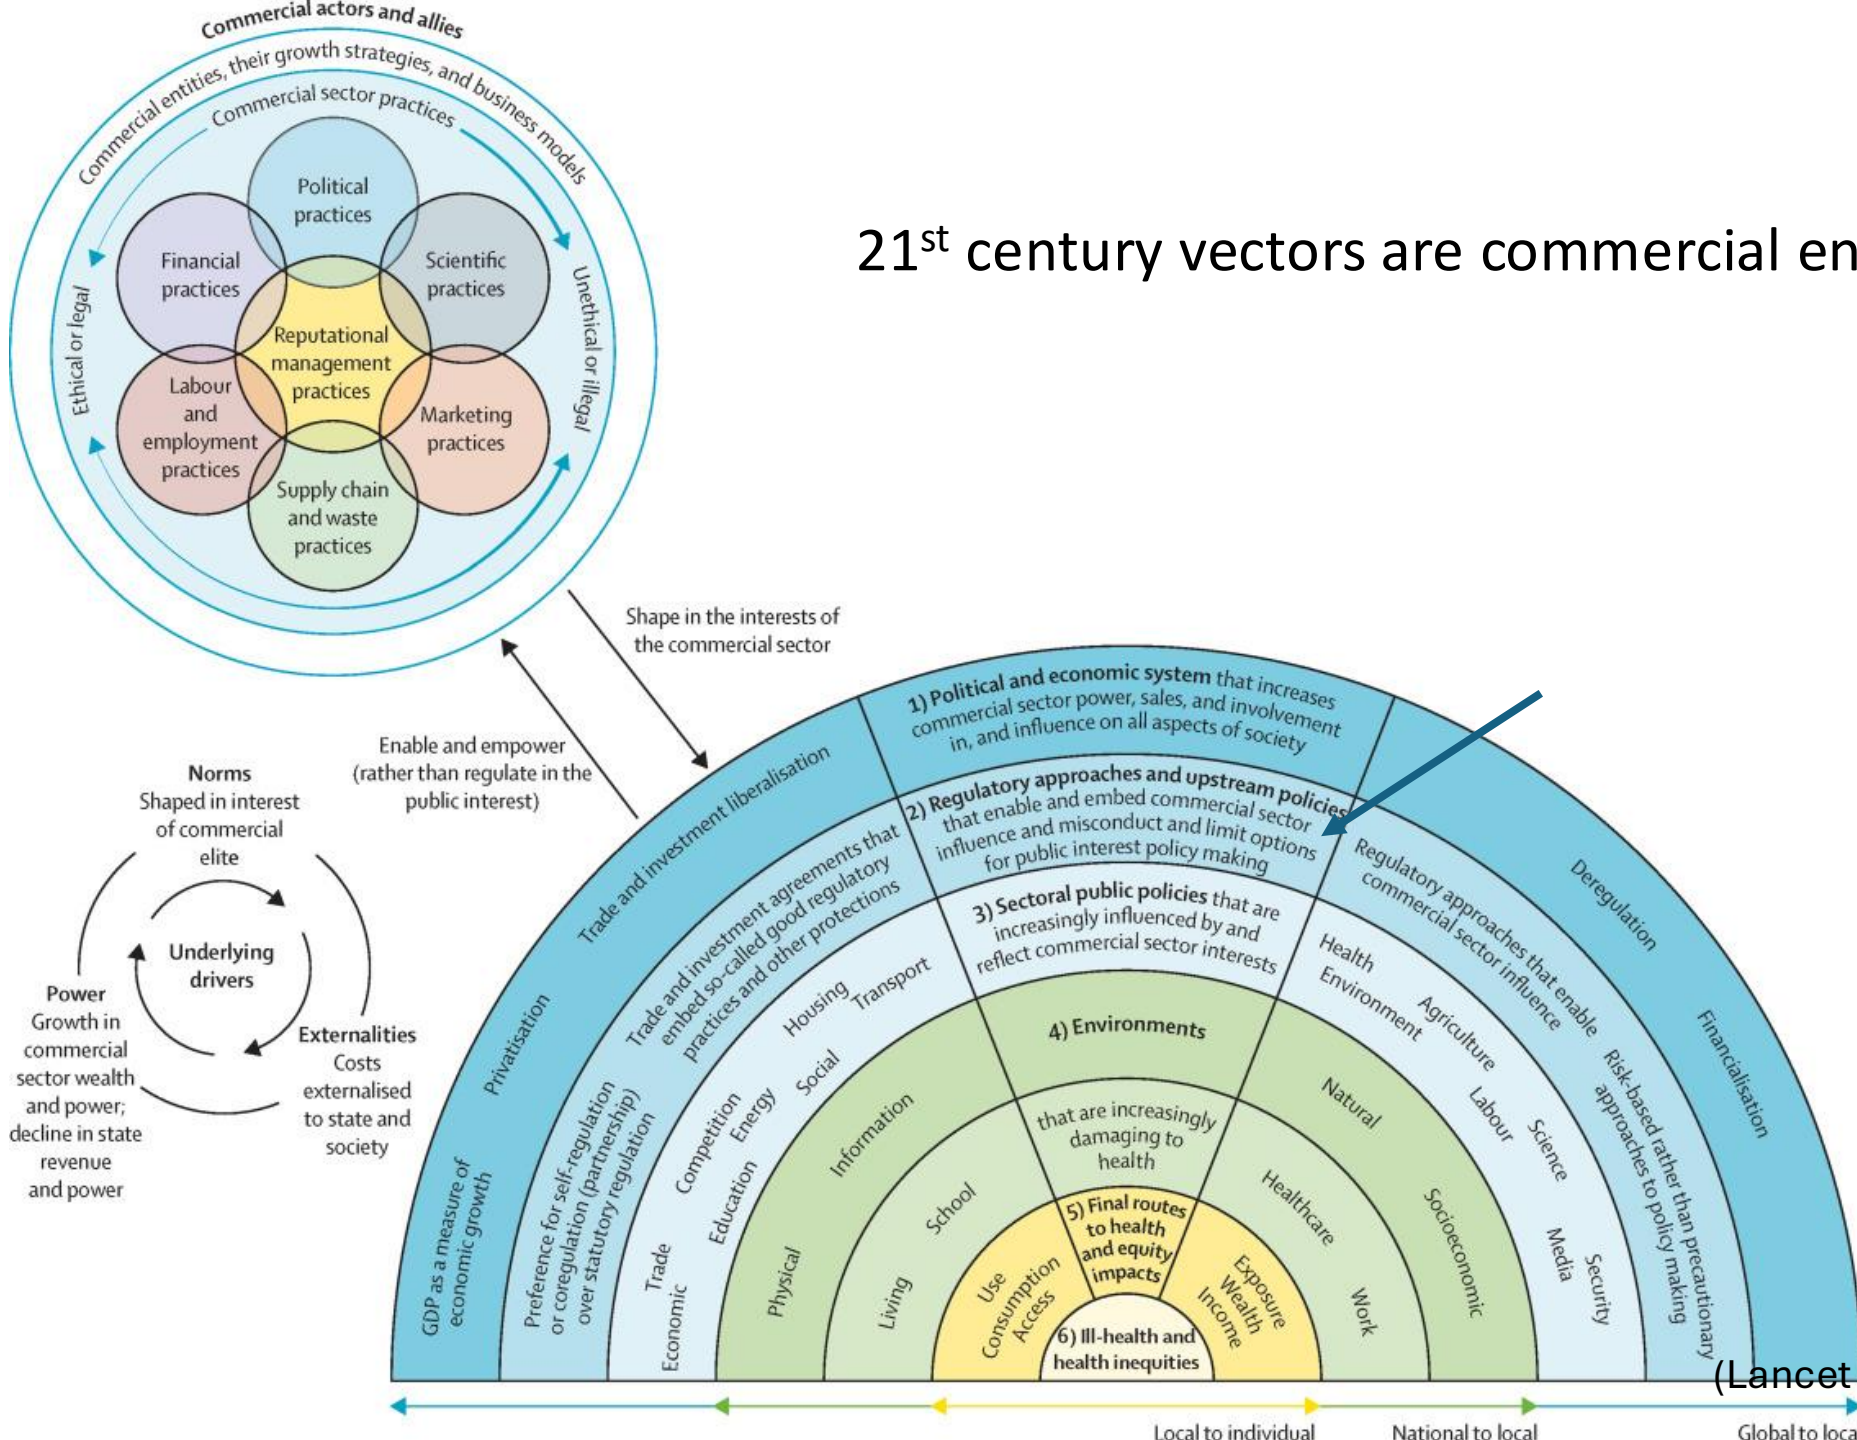 Commercial actors and allies
Commercial entities, their growth strategies, and business models
Commercial sector practices
Ethical or legal
Unethical or illegal
Political
practices
Financial
practices
Scientific
practices
Reputational
management
practices
Labour
and
employment
practices
Marketing
practices
Supply chain
and waste
practices
21st century vectors are commercial en
Shape in the interests of
the commercial sector
Enable and empower
(rather than regulate in the
public interest)
Norms
Shaped in interest
of commercial
elite
Underlying
drivers
Power
Growth in
commercial
sector wealth
and power;
decline in state
revenue
and power
Externalities
Costs
externalised
to state and
society
1) Political and economic system that increases
commercial sector power, sales, and involvement
in, and influence on all aspects of society
GDP as a measure of
economic growth
Privatisation
Trade and investment liberalisation
Deregulation
Financialisation
2) Regulatory approaches and upstream policies
that enable and embed commercial sector
influence and misconduct and limit options
for public interest policy making
Preference for self-regulation
or coregulation (partnership)
over statutory regulation
Trade and investment agreements that
embed so-called good regulatory
practices and other protections
Regulatory approaches that enable
commercial sector influence
Risk-based rather than precautionary
approaches to policy making
3) Sectoral public policies that are
increasingly influenced by and
reflect commercial sector interests
Economic
Trade
Education
Competition
Energy
Social
Housing
Transport
Health
Environment
Agriculture
Labour
Science
Media
Security
4) Environments
Physical
Information
Natural
Socioeconomic
that are increasingly
damaging to
health
Living
School
Healthcare
Work
5) Final routes
to health
and equity
impacts
Use
Consumption
Access
Exposure
Wealth
Income
6) Ill-health and
health inequities
(Lancet
Local to individual
National to local
Global to loca